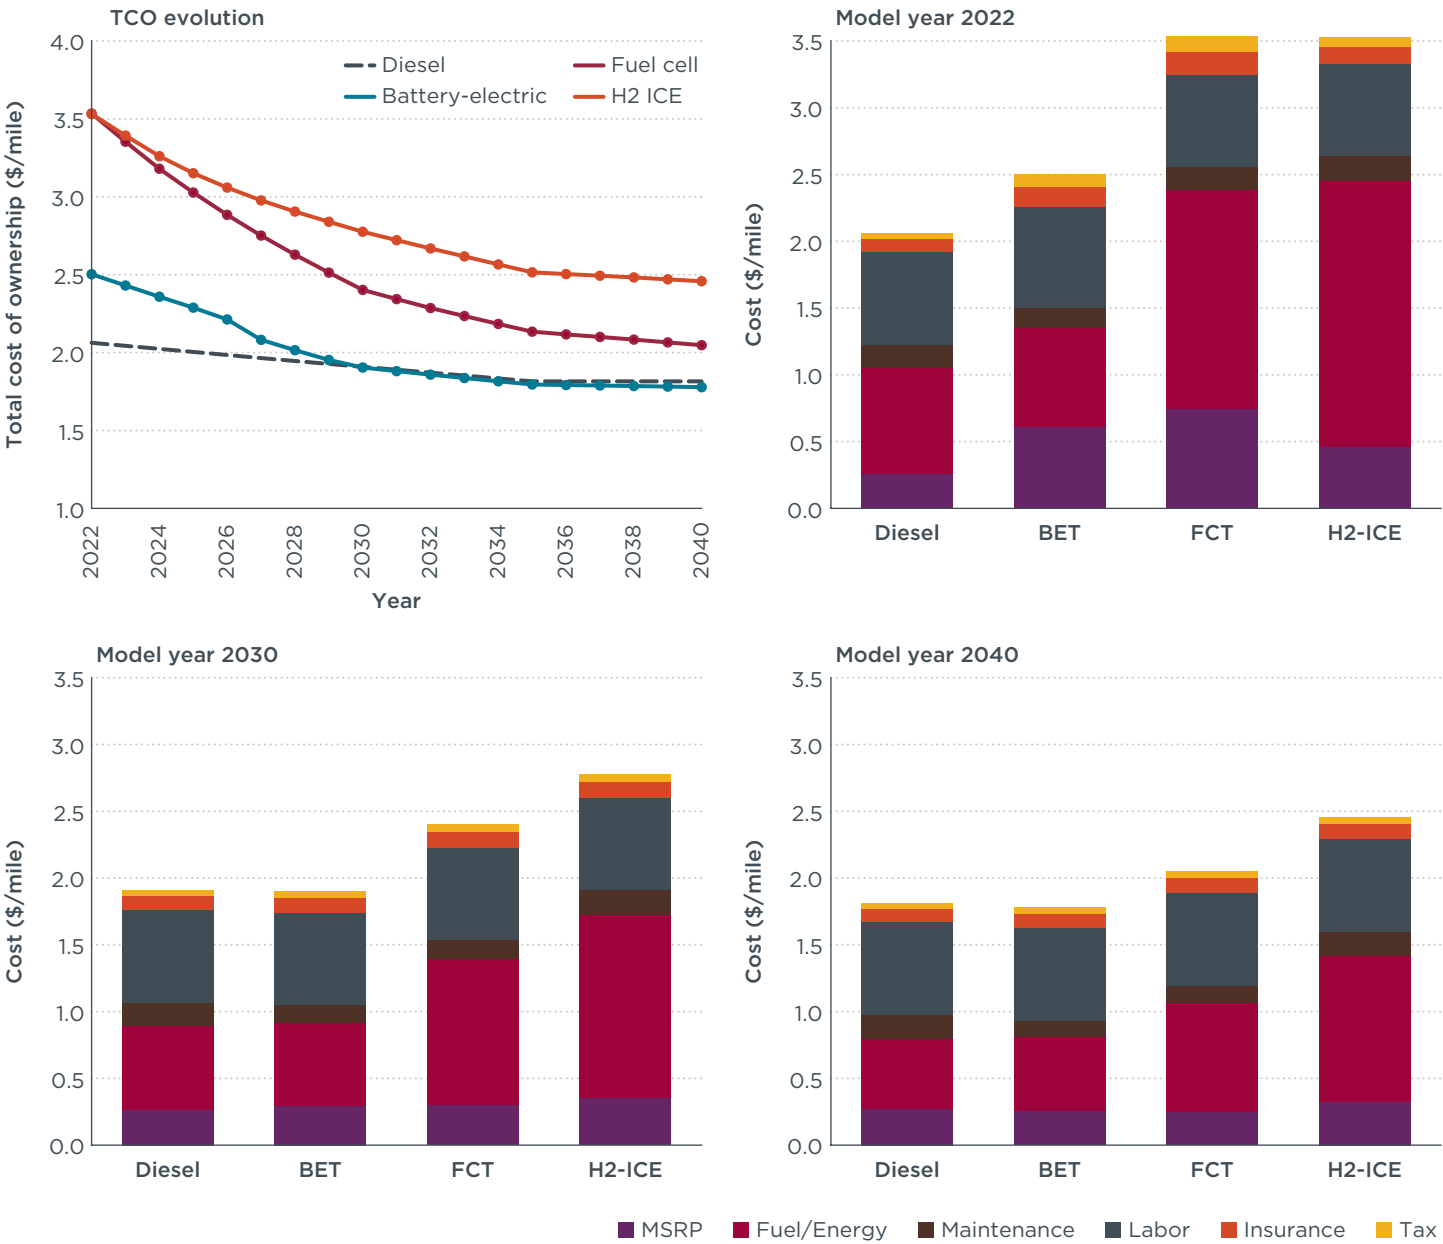 TCO evolution
4.0
3.5
3.0
2.5
2.0
1.5
1.0
Total cost of ownership ($/mile)
Diesel
Fuel cell
Battery-electric
H2 ICE
2022
2024
2026
2028
2030
2032
2034
2036
2038
2040
Year
Model year 2022
3.5
3.0
2.5
2.0
1.5
1.0
0.5
0.0
Cost ($/mile)
Diesel BET FCT H2-ICE
Model year 2030
3.5
3.0
2.5
2.0
1.5
1.0
0.5
0.0
Cost ($/mile)
Diesel BET FCT H2-ICE
Model year 2040
3.5
3.0
2.5
2.0
1.5
1.0
0.5
0.0
Cost ($/mile)
Diesel BET FCT H2-ICE
MSRP Fuel/Energy Maintenance Labor Insurance Tax